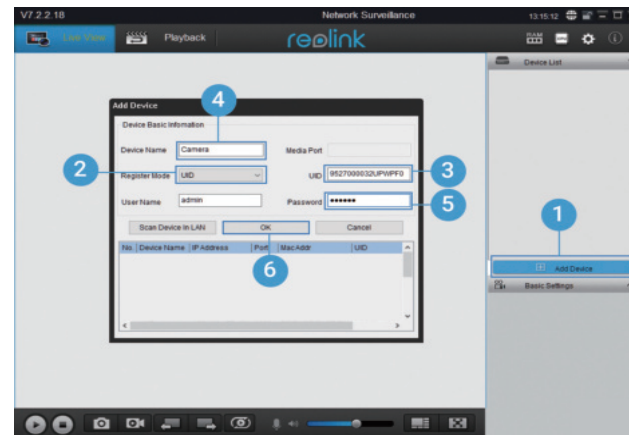 V7.2.2.18 Network Surveillance 13:15:12
Live View Playback reolink
Device List
Add Device
4
Device Basic Infomation
Device Name Camera Media Port
2 Register Mode UID UID 9527000032UPWPF0 3
User Name admin Password ●●●●●● 5
1
Scan Device in LAN OK Cancel
No. Device Name IP Address Port Mac Addr UID
6
Add Device
Basic Settings